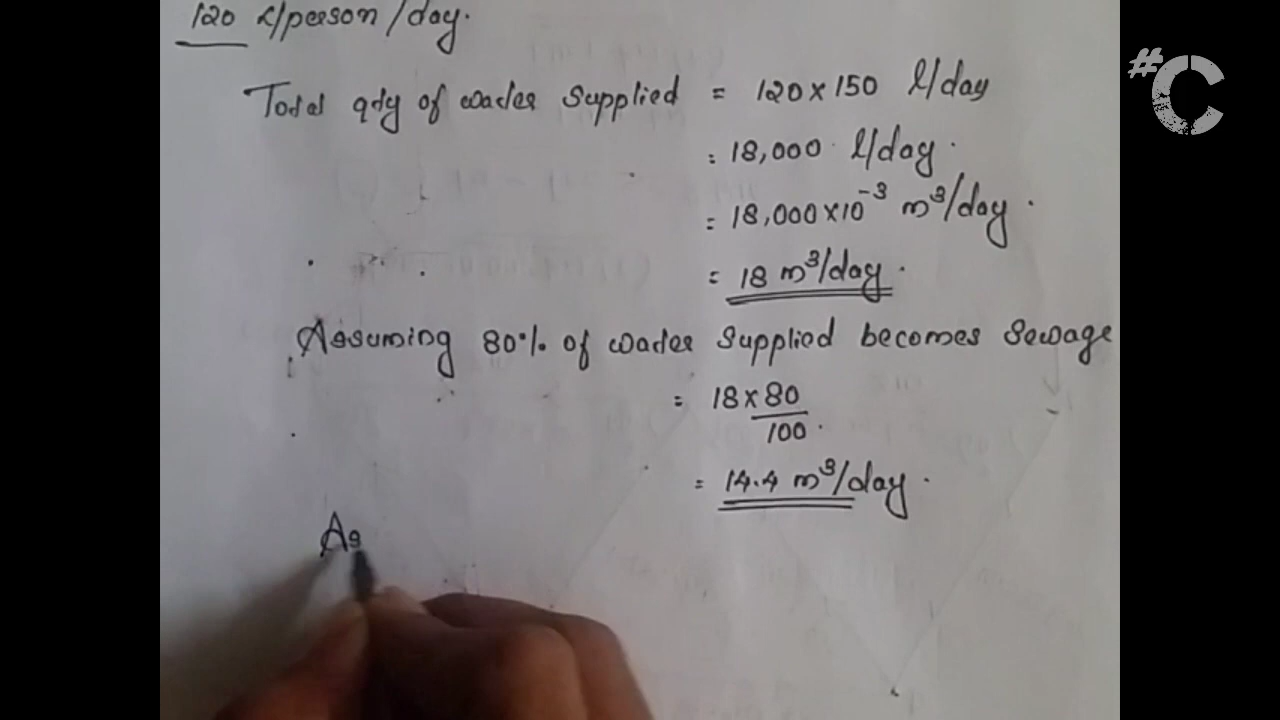 120 l/person/day.
Total qty of water supplied = 120 x 150 l/day
= 18,000 l/day.
= 18,000 x 10⁻³ m³/day.
= 18 m³/day.
Assuming 80% of water supplied becomes sewage
= 18 x 80
100.
= 14.4 m³/day.
As
#C